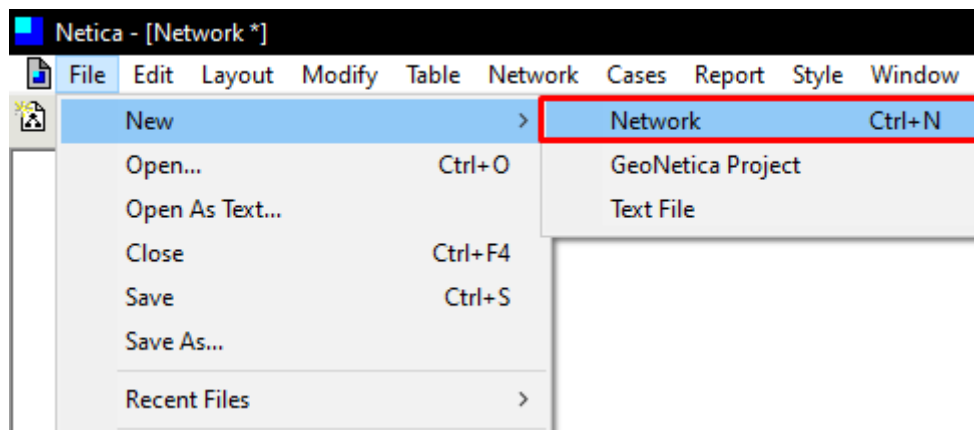 Netica - [Network *]
File Edit Layout Modify Table Network Cases Report Style Window
New > Network Ctrl+N
Open... Ctrl+O GeoNetica Project
Open As Text... Text File
Close Ctrl+F4
Save Ctrl+S
Save As...
Recent Files >